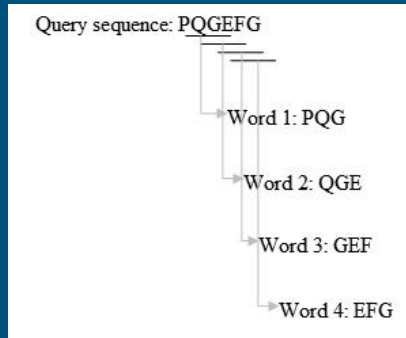 Query sequence: PQGEFG
Word 1: PQG
Word 2: QGE
Word 3: GEF
Word 4: EFG